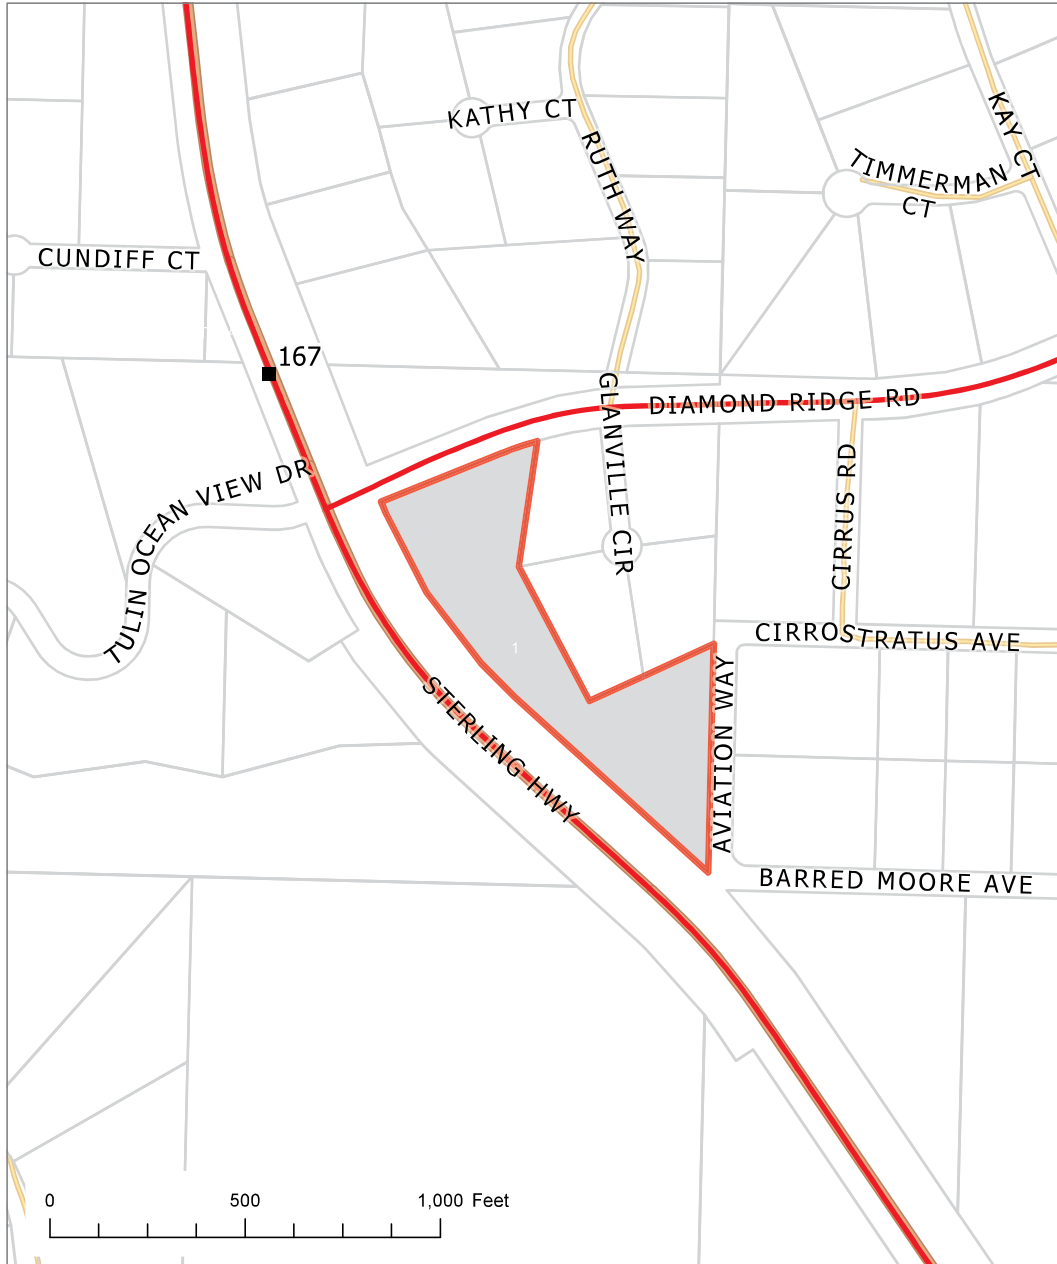 KATHY CT
RUTH WAY
KAY CT
TIMMERMAN
CT
CUNDIFF CT
167
GLANVILLE CIR
DIAMOND RIDGE RD
TULIN OCEAN VIEW DR
CIRRUS RD
CIRROSTRATUS AVE
1
AVIATION WAY
STERLING HWY
BARRED MOORE AVE
0 500 1,000 Feet